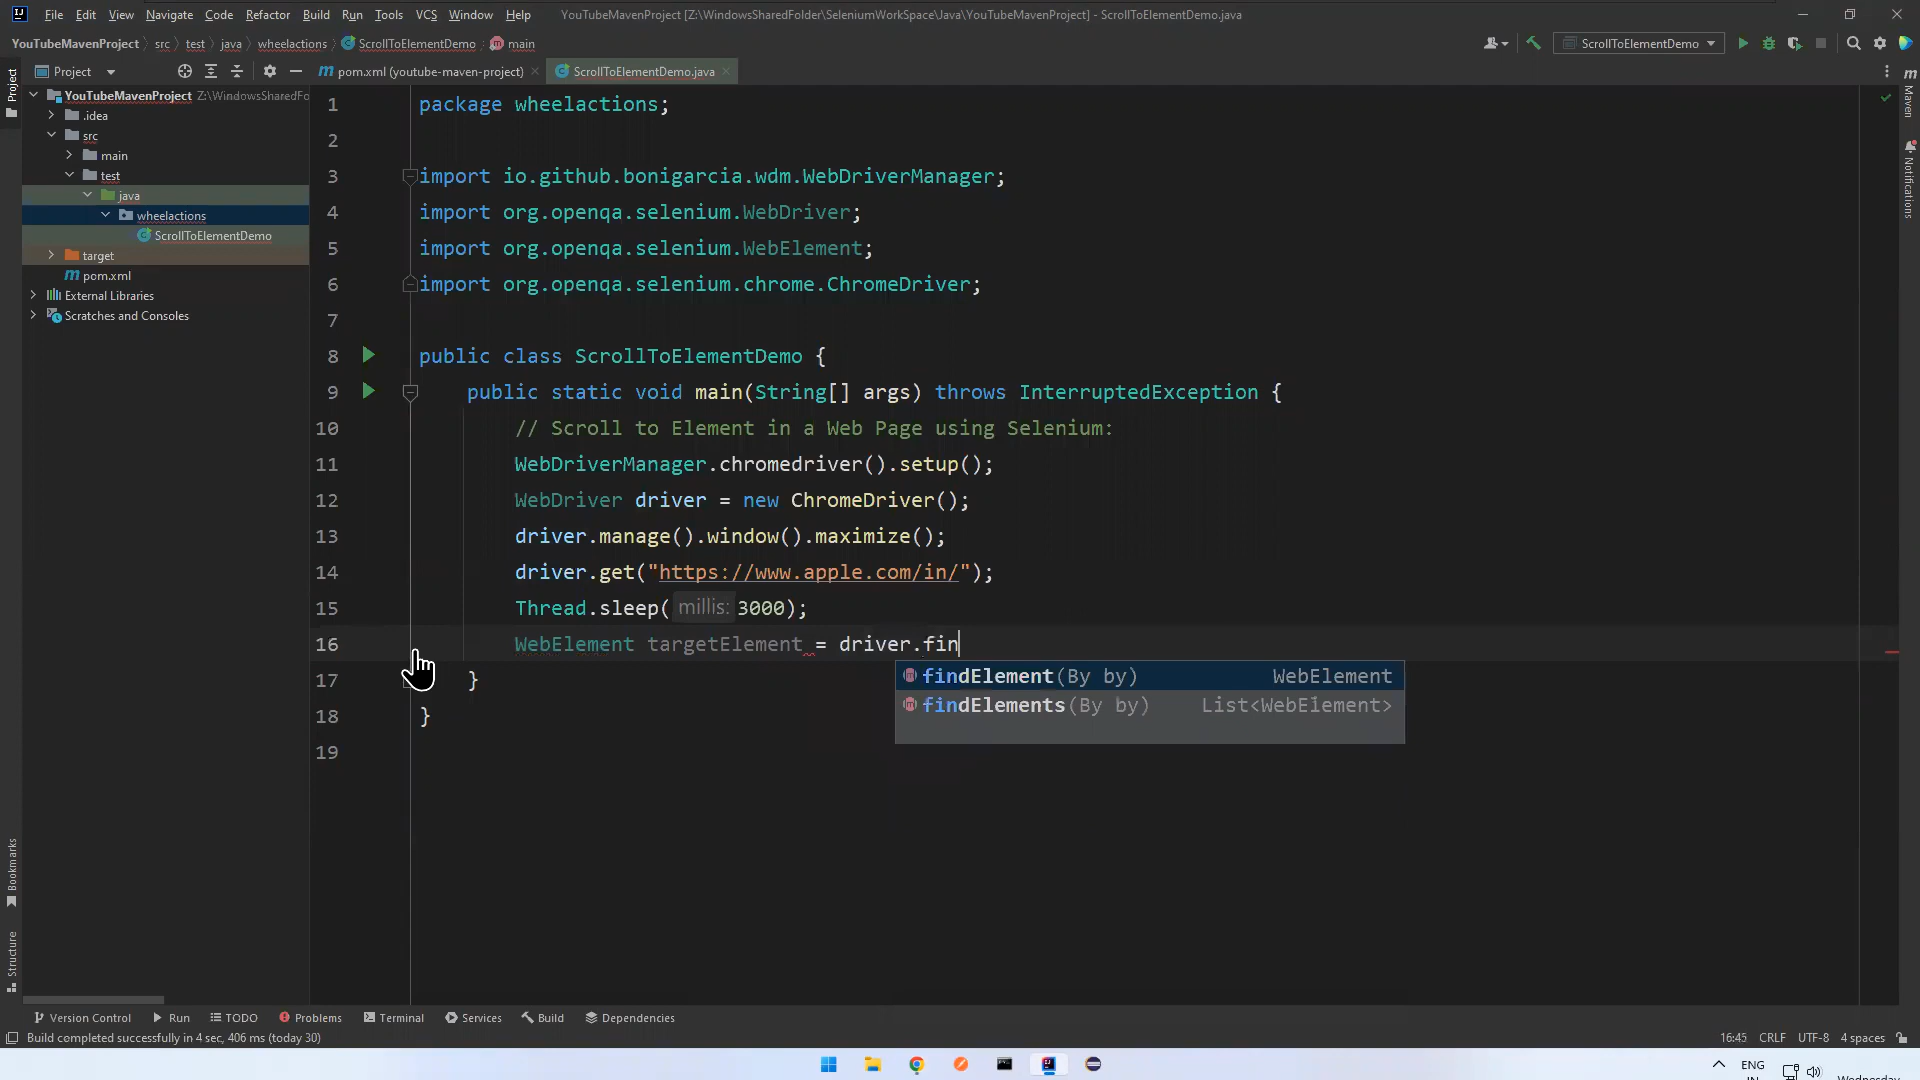 File Edit View Navigate Code Refactor Build Run Tools VCS Window Help YouTubeMavenProject [Z:\WindowsSharedFolder\SeleniumWorkSpace\Java\YouTubeMavenProject] - ScrollToElementDemo.java
YouTubeMavenProject src test java wheelactions ScrollToElementDemo main ScrollToElementDemo
Project pom.xml (youtube-maven-project) ScrollToElementDemo.java
Project
YouTubeMavenProject Z:\WindowsSharedFo
.idea
src
main
test
java
wheelactions
ScrollToElementDemo
target
pom.xml
External Libraries
Scratches and Consoles
1 package wheelactions;
2
3 import io.github.bonigarcia.wdm.WebDriverManager;
4 import org.openqa.selenium.WebDriver;
5 import org.openqa.selenium.WebElement;
6 import org.openqa.selenium.chrome.ChromeDriver;
7
8 public class ScrollToElementDemo {
9 public static void main(String[] args) throws InterruptedException {
10 // Scroll to Element in a Web Page using Selenium:
11 WebDriverManager.chromedriver().setup();
12 WebDriver driver = new ChromeDriver();
13 driver.manage().window().maximize();
14 driver.get("https://www.apple.com/in/");
15 Thread.sleep( millis: 3000);
16 WebElement targetElement = driver.fin
17 }
18 }
19
findElement(By by) WebElement
findElements(By by) List<WebElement>
Maven
Notifications
Bookmarks
Structure
Version Control Run TODO Problems Terminal Services Build Dependencies
Build completed successfully in 4 sec, 406 ms (today 30) 16:45 CRLF UTF-8 4 spaces
ENG
IN
Wednesday